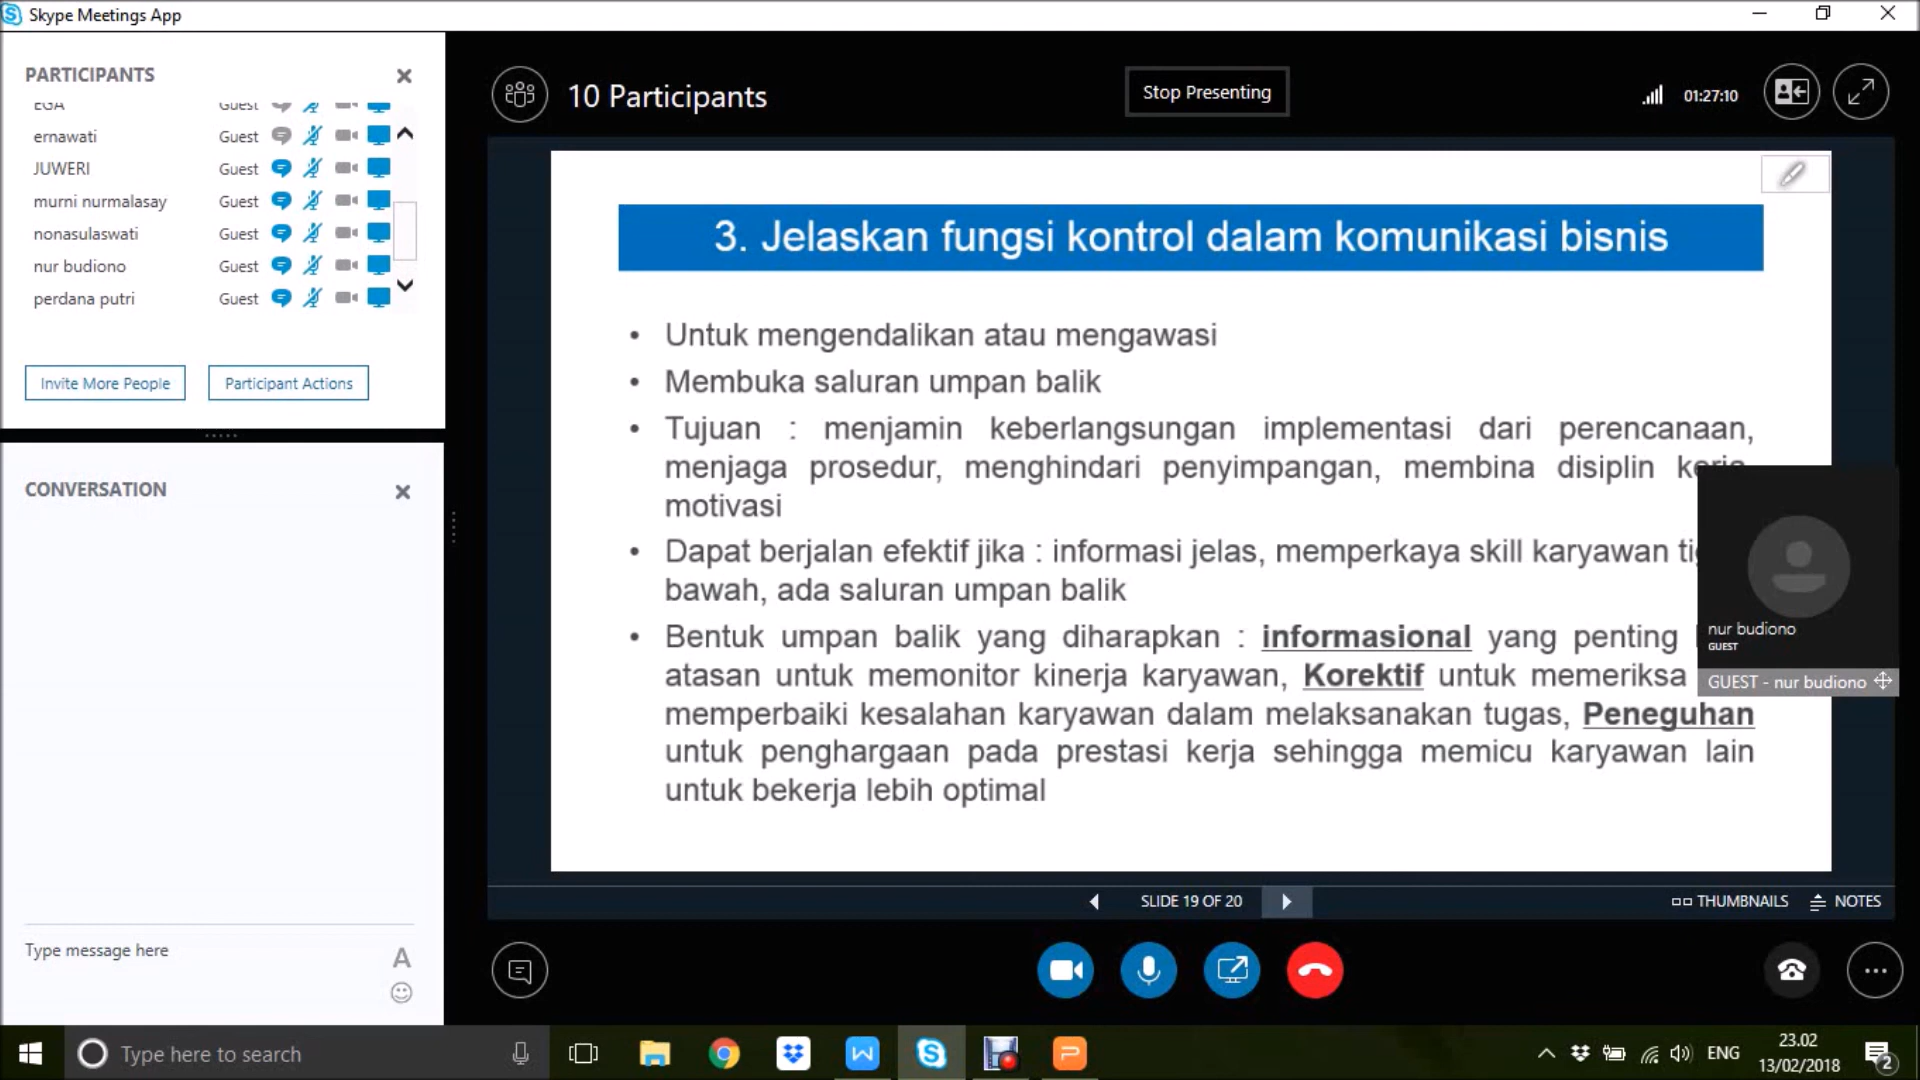 Skype Meetings App
PARTICIPANTS
EGA Guest
ernawati Guest
JUWERI Guest
murni nurmalasay Guest
nonasulaswati Guest
nur budiono Guest
perdana putri Guest
Invite More People Participant Actions
CONVERSATION
Type message here
A
10 Participants
Stop Presenting
01:27:10
3. Jelaskan fungsi kontrol dalam komunikasi bisnis
• Untuk mengendalikan atau mengawasi
• Membuka saluran umpan balik
• Tujuan : menjamin keberlangsungan implementasi dari perencanaan,
menjaga prosedur, menghindari penyimpangan, membina disiplin
motivasi
• Dapat berjalan efektif jika : informasi jelas, memperkaya skill karyawan
bawah, ada saluran umpan balik
• Bentuk umpan balik yang diharapkan : informasional yang penting
atasan untuk memonitor kinerja karyawan, Korektif untuk memeriksa
memperbaiki kesalahan karyawan dalam melaksanakan tugas, Peneguhan
untuk penghargaan pada prestasi kerja sehingga memicu karyawan lain
untuk bekerja lebih optimal
nur budiono
GUEST
GUEST - nur budiono
SLIDE 19 OF 20
THUMBNAILS NOTES
Type here to search
ENG
23.02
13/02/2018
2